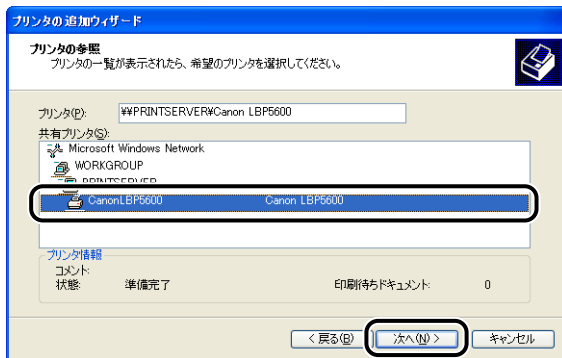 プリンタの追加ウィザード
プリンタの参照
プリンタの一覧が表示されたら、希望のプリンタを選択してください。
プリンタ(P): ¥¥PRINTSERVER¥Canon LBP5600
共有プリンタ(S):
Microsoft Windows Network
WORKGROUP
PRINTSERVER
CanonLBP5600 Canon LBP5600
プリンタ情報
コメント:
状態: 準備完了 印刷待ちドキュメント: 0
< 戻る(B) 次へ(N) > キャンセル